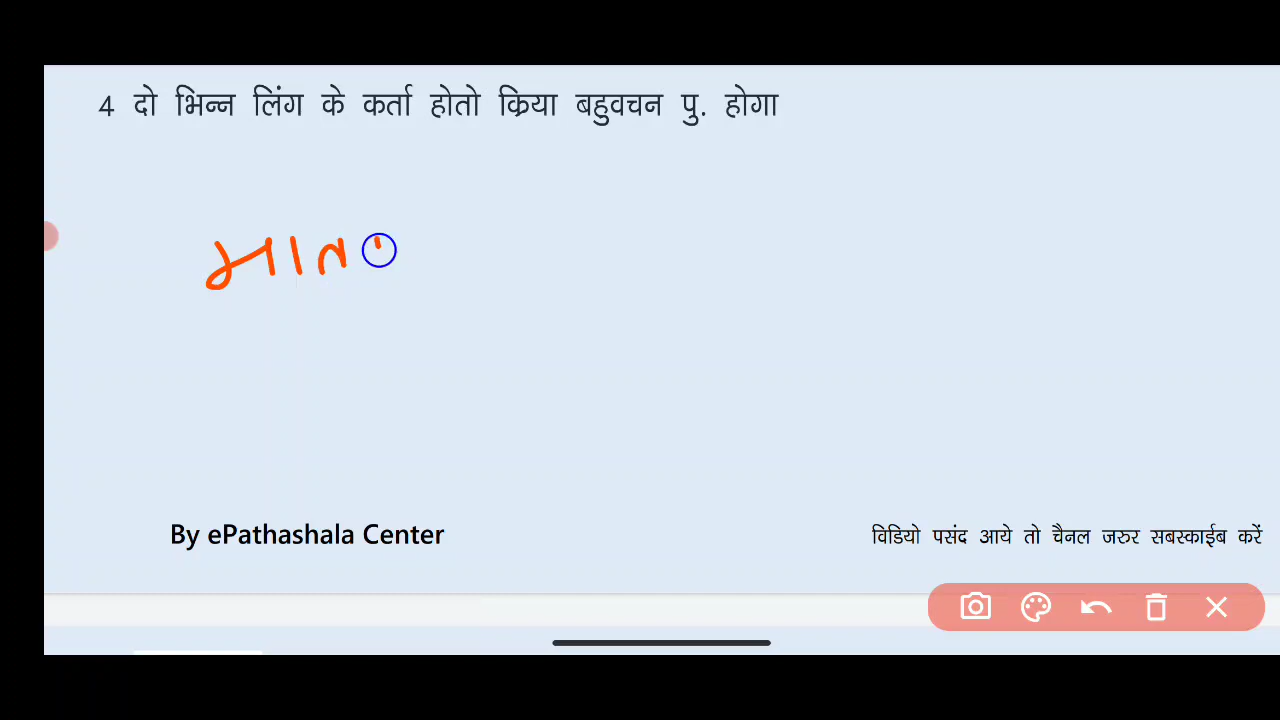 4 दो भिन्न लिंग के कर्ता होतो क्रिया बहुवचन पु. होगा
मात
By ePathashala Center
विडियो पसंद आये तो चैनल जरुर सबस्काईब करें